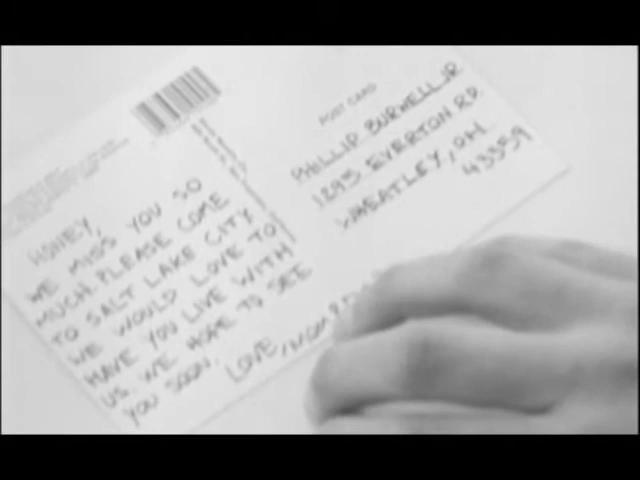 HONEY,
WE MISS YOU SO
MUCH. PLEASE COME
TO SALT LAKE CITY
WE WOULD LOVE TO
HAVE YOU LIVE WITH
US. WE HOPE TO SEE
YOU SOON.
LOVE, MOM
POST CARD
PHILLIP BURWELL JR
1295 EVERTON RD.
WHEATLEY, OH
43359